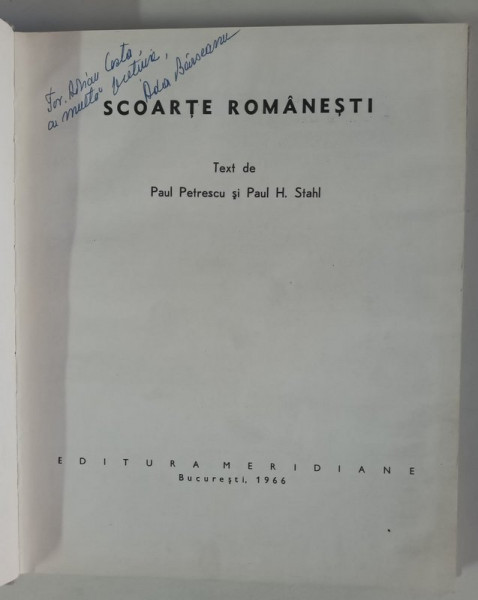 Tov. Adrian Costa,
cu multă prietenie,
Ada Bârseanu
SCOARȚE ROMÂNEȘTI
Text de
Paul Petrescu și Paul H. Stahl
EDITURA MERIDIANE
București, 1966